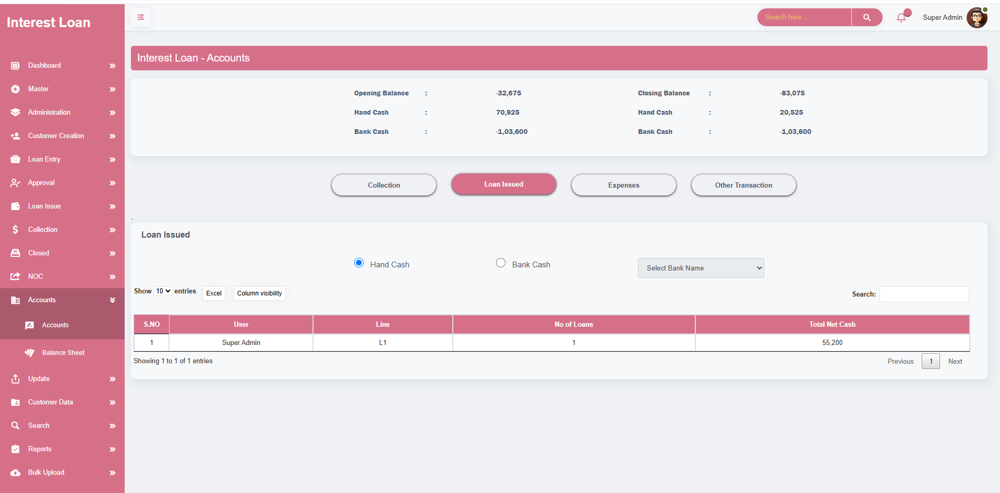 Interest Loan
Search here ...
Super Admin
Dashboard
Master
Administration
Customer Creation
Loan Entry
Approval
Loan Issue
Collection
Closed
NOC
Accounts
Accounts
Balance Sheet
Update
Customer Data
Search
Reports
Bulk Upload
Interest Loan - Accounts
Opening Balance : -32,675 Closing Balance : -83,075
Hand Cash : 70,925 Hand Cash : 20,525
Bank Cash : -1,03,600 Bank Cash : -1,03,600
Collection Loan Issued Expenses Other Transaction
-
Loan Issued
Hand Cash Bank Cash Select Bank Name
Show 10 entries Excel Column visibility Search:
S.NO User Line No of Loans Total Net Cash
1 Super Admin L1 1 55,200
Showing 1 to 1 of 1 entries Previous 1 Next